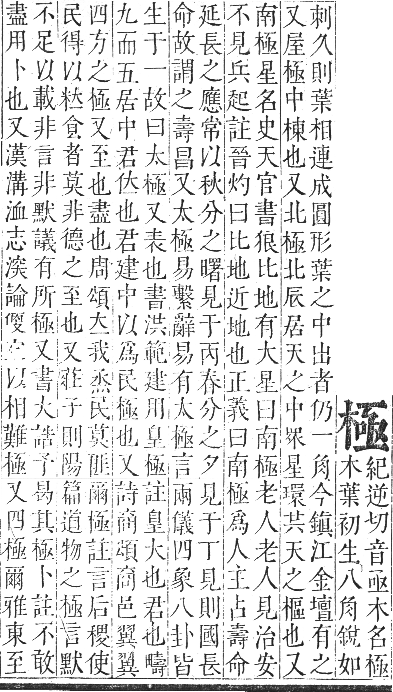 極
紀逆切音亟木名極
木葉初生八角銳如
刺久則葉相連成圓形葉之中出者仍一角今鎮江金壇有之
又屋極中棟也又北極北辰居天之中眾星環共天之樞也又
南極星名史天官書狼比地有大星曰南極老人老人見治安
不見兵起註晉灼曰比地近地也正義曰南極爲人主占壽命
延長之應常以秋分之曙見于丙春分之夕見于丁見則國長
命故謂之壽昌又太極易繫辭易有太極言兩儀四象八卦皆
生于一故曰太極又表也書洪範建用皇極註皇大也君也疇
九而五居中君位也君建中以爲民極也又詩商頌商邑翼翼
四方之極又至也盡也周頌立我烝民莫匪爾極註言后稷使
民得以粒食者莫非德之至也又莊子則陽篇道物之極言默
不足以載非言非默議有所極又書大誥予曷其極卜註不敢
盡用卜也又漢溝洫志湊論便宜以相難極又四極爾雅東至